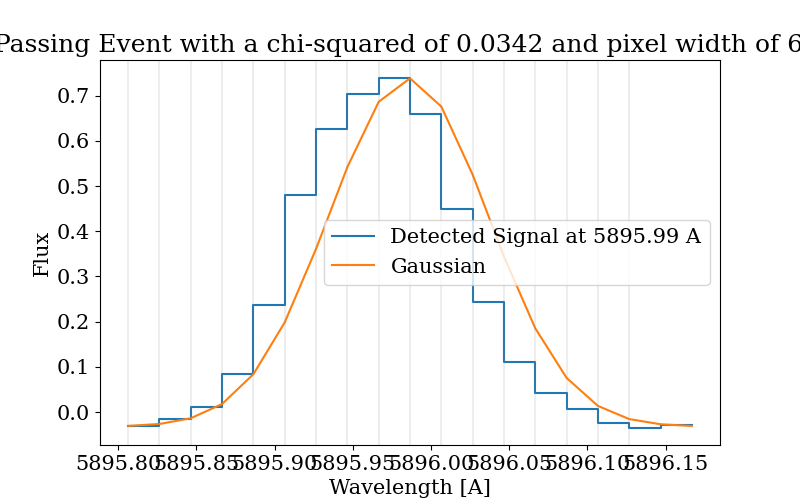 Passing Event with a chi-squared of 0.0342 and pixel width of 6
0.7
0.6
0.5
0.4
0.3
0.2
0.1
0.0
Flux
Detected Signal at 5895.99 A
Gaussian
5895.80 5895.85 5895.90 5895.95 5896.00 5896.05 5896.10 5896.15
Wavelength [A]